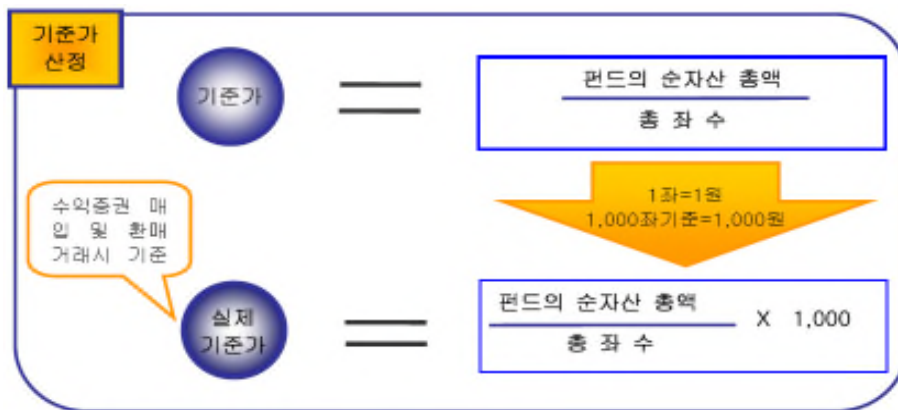 기준가
산정
기준가
펀드의 순자산 총액
총 좌 수
1좌=1원
1,000좌기준=1,000원
수익증권 매
입 및 환매
거래시 기준
실제
기준가
펀드의 순자산 총액
총 좌 수
X 1,000